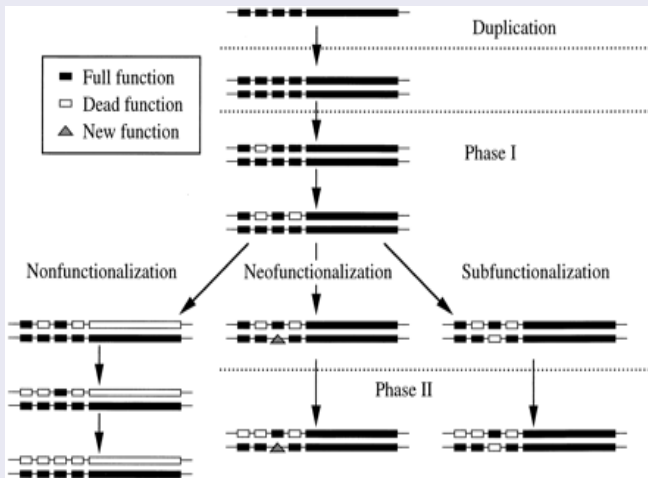 Duplication
Full function
Dead function
New function
Phase I
Nonfunctionalization
Neofunctionalization
Subfunctionalization
Phase II